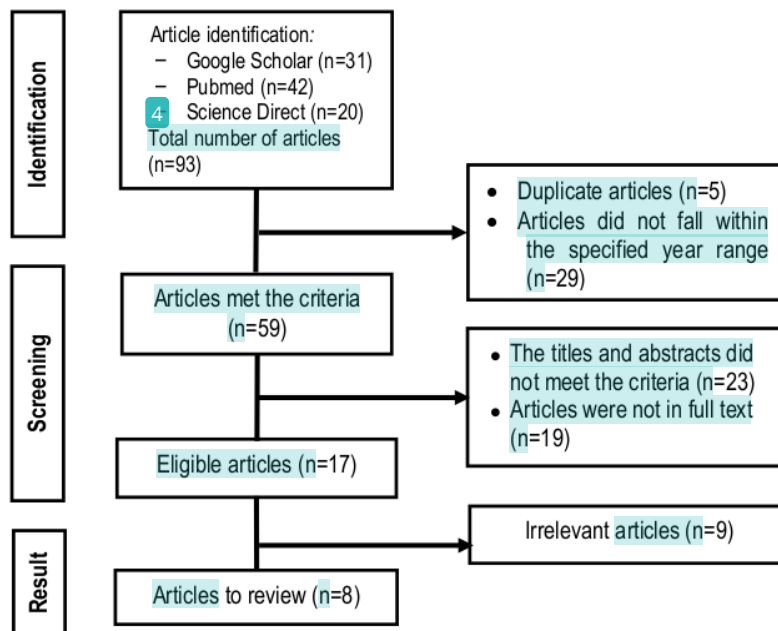 Identification
Article identification:
– Google Scholar (n=31)
– Pubmed (n=42)
4 Science Direct (n=20)
Total number of articles
(n=93)
• Duplicate articles (n=5)
• Articles did not fall within
the specified year range
(n=29)
Screening
Articles met the criteria
(n=59)
• The titles and abstracts did
not meet the criteria (n=23)
• Articles were not in full text
(n=19)
Eligible articles (n=17)
Irrelevant articles (n=9)
Result
Articles to review (n=8)